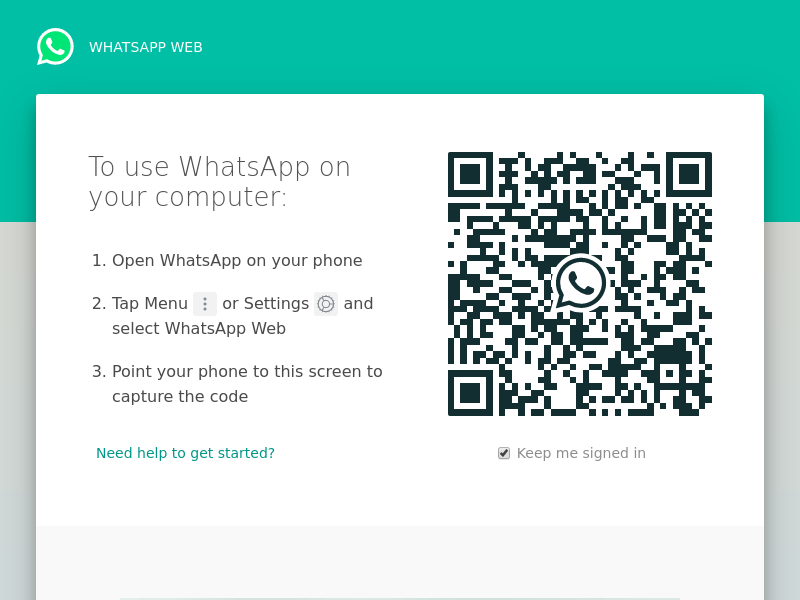 WHATSAPP WEB
To use WhatsApp on
your computer:
1. Open WhatsApp on your phone
2. Tap Menu or Settings and
select WhatsApp Web
3. Point your phone to this screen to
capture the code
Need help to get started?
Keep me signed in